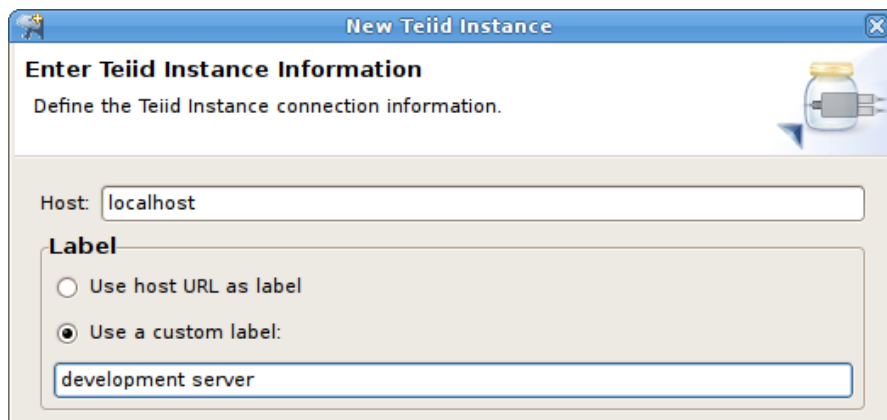 New Teiid Instance
Enter Teiid Instance Information
Define the Teiid Instance connection information.
Host: localhost
Label
Use host URL as label
Use a custom label:
development server